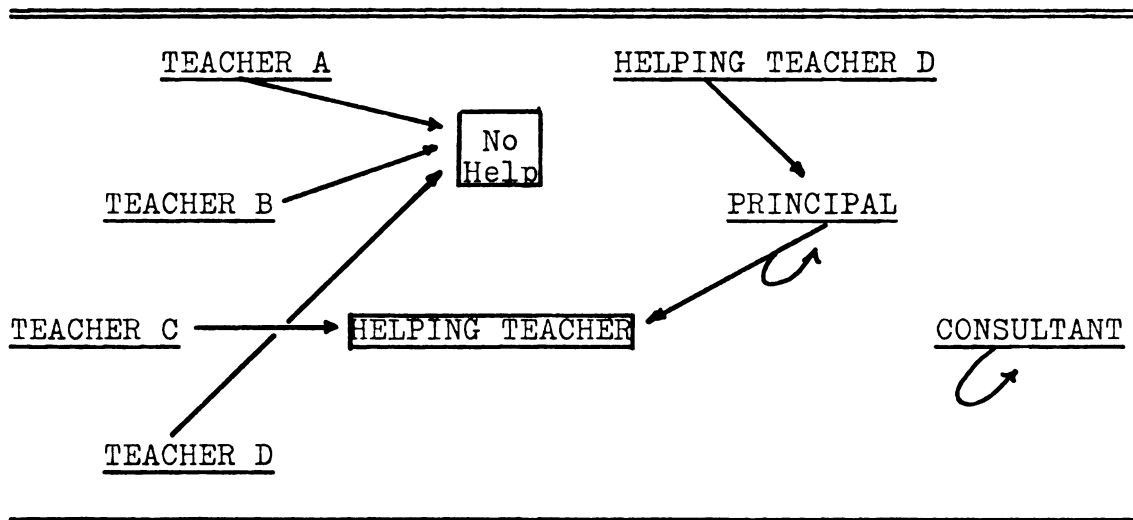 TEACHER A
HELPING TEACHER D
No
Help
TEACHER B
PRINCIPAL
TEACHER C
HELPING TEACHER
CONSULTANT
TEACHER D